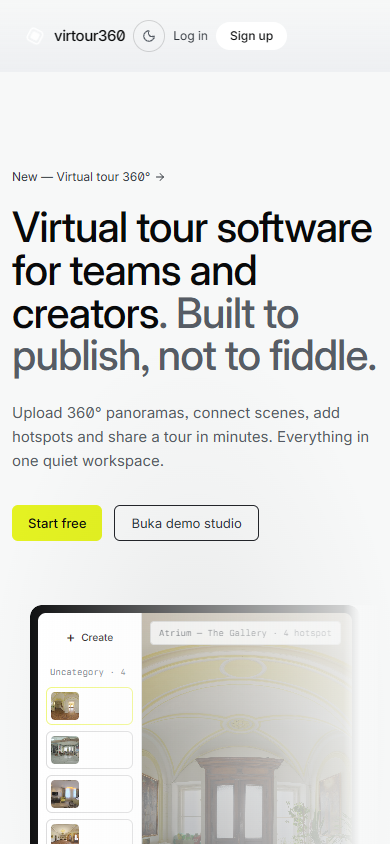 virtour360
Log in
Sign up
New — Virtual tour 360° →
Virtual tour software
for teams and
creators. Built to
publish, not to fiddle.
Upload 360° panoramas, connect scenes, add
hotspots and share a tour in minutes. Everything in
one quiet workspace.
Start free
Buka demo studio
+ Create
Atrium — The Gallery · 4 hotspot
Uncategory · 4